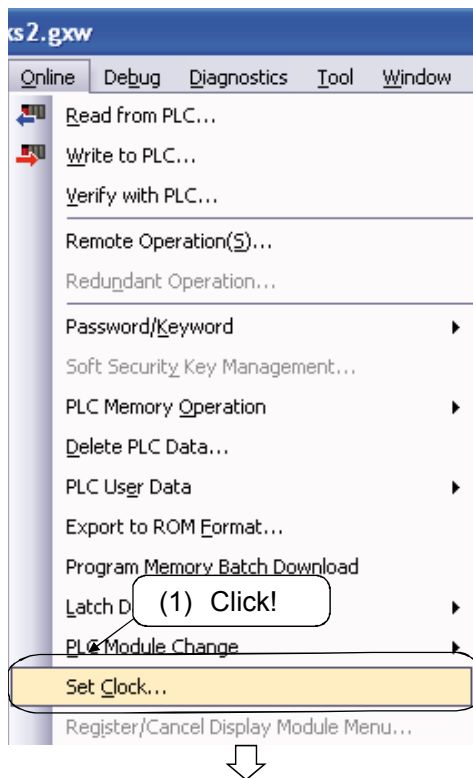 ks2.gxw
Online Debug Diagnostics Tool Window
Read from PLC...
Write to PLC...
Verify with PLC...
Remote Operation(S)...
Redundant Operation...
Password/Keyword
Soft Security Key Management...
PLC Memory Operation
Delete PLC Data...
PLC User Data
Export to ROM Format...
Program Memory Batch Download
Latch D
(1) Click!
PLC Module Change
Set Clock...
Register/Cancel Display Module Menu...